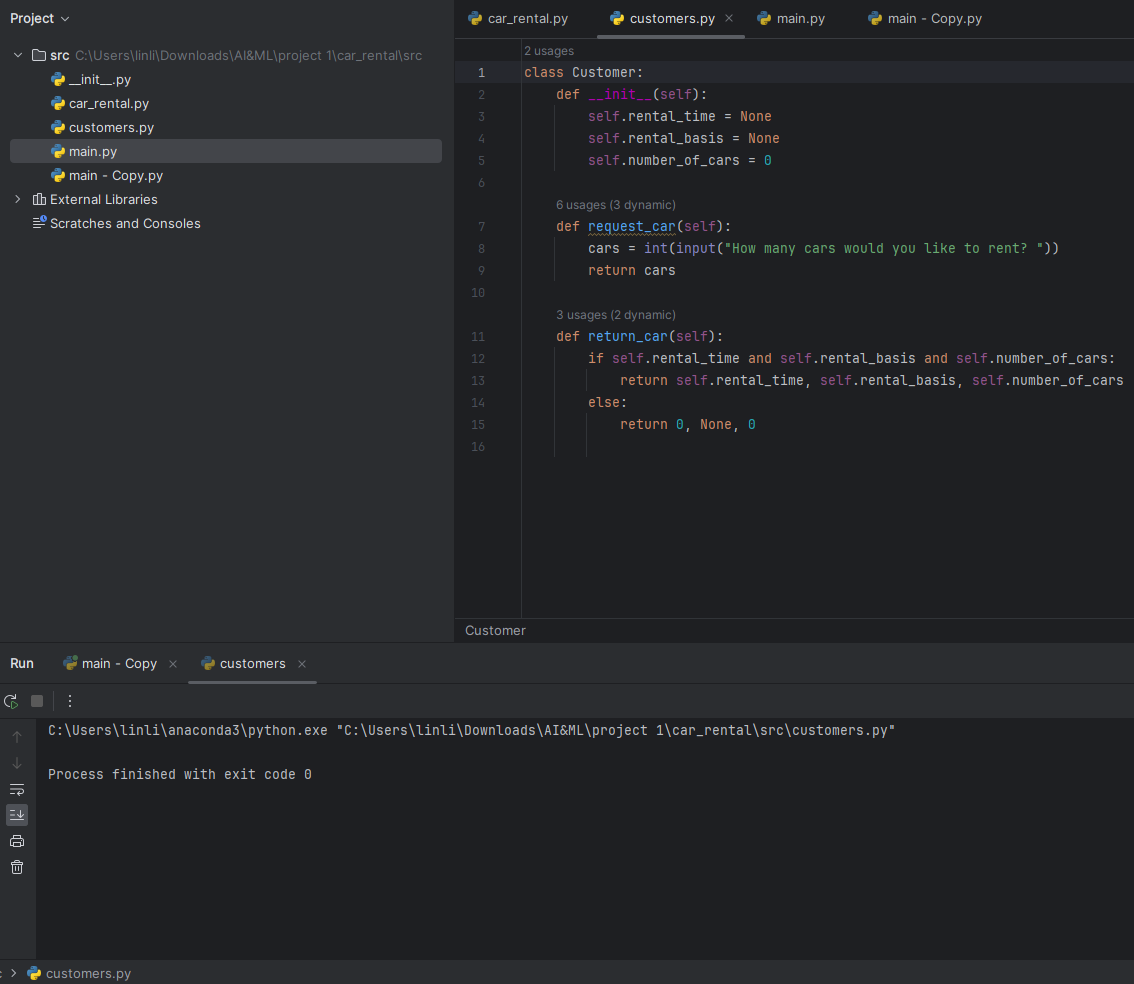 Project
src C:\Users\linli\Downloads\AI&ML\project 1\car_rental\src
__init__.py
car_rental.py
customers.py
main.py
main - Copy.py
External Libraries
Scratches and Consoles
car_rental.py customers.py main.py main - Copy.py
2 usages
1 class Customer:
2 def __init__(self):
3 self.rental_time = None
4 self.rental_basis = None
5 self.number_of_cars = 0
6
6 usages (3 dynamic)
7 def request_car(self):
8 cars = int(input("How many cars would you like to rent? "))
9 return cars
10
3 usages (2 dynamic)
11 def return_car(self):
12 if self.rental_time and self.rental_basis and self.number_of_cars:
13 return self.rental_time, self.rental_basis, self.number_of_cars
14 else:
15 return 0, None, 0
16
Customer
Run main - Copy customers
C:\Users\linli\anaconda3\python.exe "C:\Users\linli\Downloads\AI&ML\project 1\car_rental\src\customers.py"
Process finished with exit code 0
customers.py